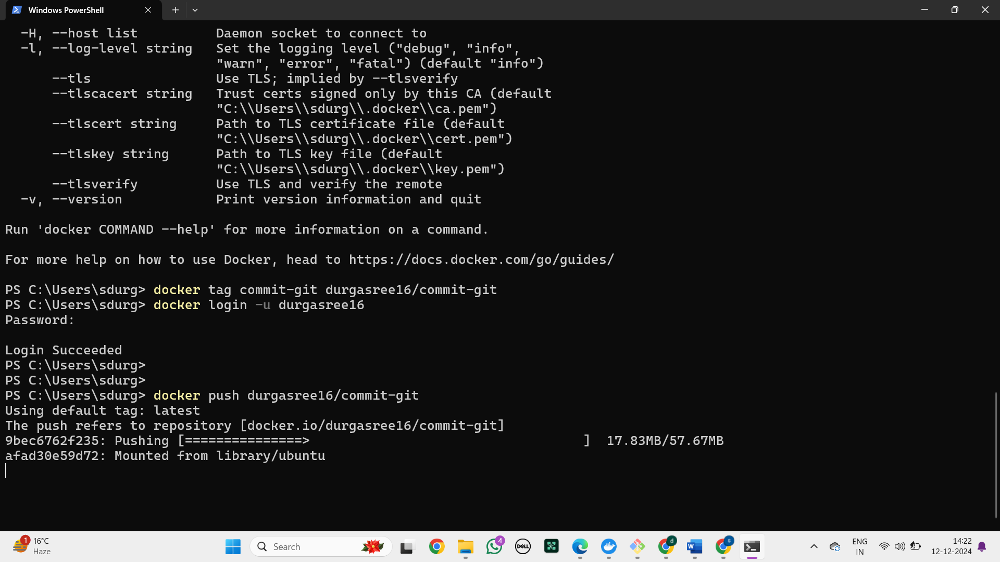 Windows PowerShell
-H, --host list Daemon socket to connect to
-l, --log-level string Set the logging level ("debug", "info",
"warn", "error", "fatal") (default "info")
--tls Use TLS; implied by --tlsverify
--tlscacert string Trust certs signed only by this CA (default
"C:\\Users\\sdurg\\.docker\\ca.pem")
--tlscert string Path to TLS certificate file (default
"C:\\Users\\sdurg\\.docker\\cert.pem")
--tlskey string Path to TLS key file (default
"C:\\Users\\sdurg\\.docker\\key.pem")
--tlsverify Use TLS and verify the remote
-v, --version Print version information and quit
Run 'docker COMMAND --help' for more information on a command.
For more help on how to use Docker, head to https://docs.docker.com/go/guides/
PS C:\Users\sdurg> docker tag commit-git durgasree16/commit-git
PS C:\Users\sdurg> docker login -u durgasree16
Password:
Login Succeeded
PS C:\Users\sdurg>
PS C:\Users\sdurg>
PS C:\Users\sdurg> docker push durgasree16/commit-git
Using default tag: latest
The push refers to repository [docker.io/durgasree16/commit-git]
9bec6762f235: Pushing [===============> ] 17.83MB/57.67MB
afad30e59d72: Mounted from library/ubuntu
1
16°C
Haze
Search
4
DELL
d
W
s
ENG
IN
14:22
12-12-2024